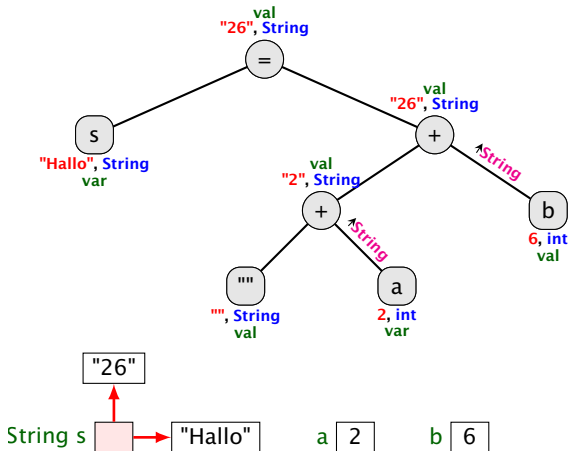 val
"26", String
=
val
"26", String
s
+
"Hallo", String
var
val
"2", String
+
String
b
6, int
val
String
""
a
"", String
val
2, int
var
"26"
String s
"Hallo"
a 2
b 6